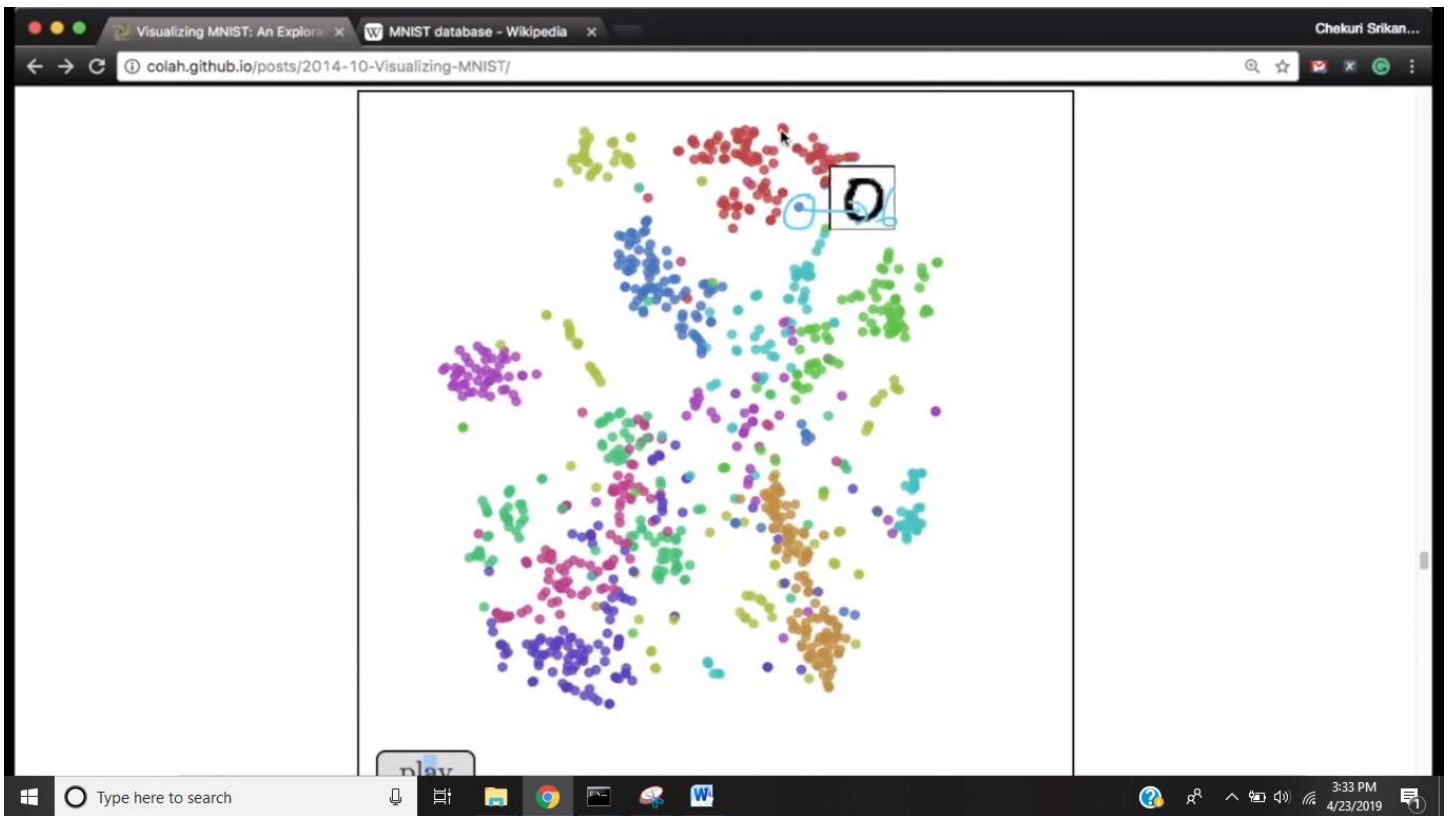 Visualizing MNIST: An Explora
MNIST database - Wikipedia
Chekuri Srikan...
colah.github.io/posts/2014-10-Visualizing-MNIST/
0
play
Type here to search
3:33 PM
4/23/2019